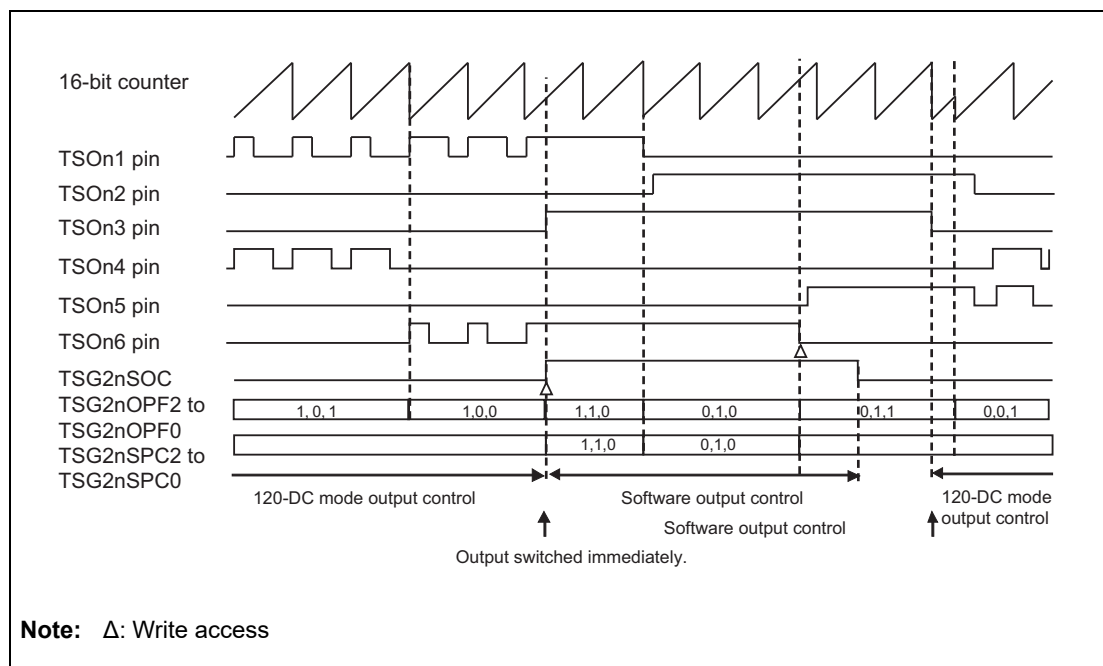 16-bit counter
TSOn1 pin
TSOn2 pin
TSOn3 pin
TSOn4 pin
TSOn5 pin
TSOn6 pin
TSG2nSOC
TSG2nOPF2 to
TSG2nOPF0
1, 0, 1 1,0,0 1,1,0 0,1,0 0,1,1 0,0,1
TSG2nSPC2 to
TSG2nSPC0
1,1,0 0,1,0
120-DC mode output control
Software output control
120-DC mode
output control
Software output control
Output switched immediately.
Note: Δ: Write access